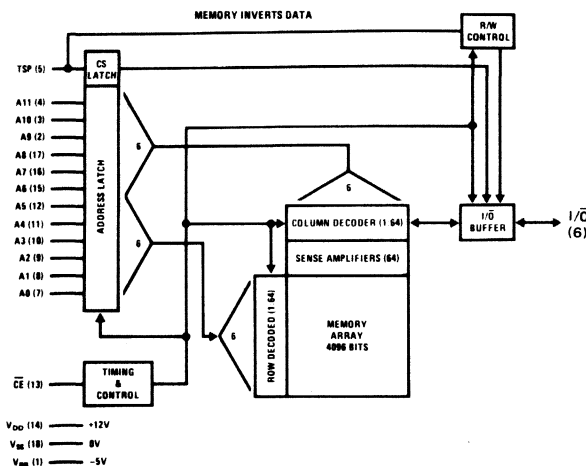 MEMORY INVERTS DATA
R/W
CONTROL
TSP (5)
CS
LATCH
A11 (4)
A10 (3)
A9 (2)
A8 (17)
A7 (16)
A6 (15)
A5 (12)
A4 (11)
A3 (10)
A2 (9)
A1 (8)
A0 (7)
ADDRESS LATCH
6
6
6
COLUMN DECODER (1:64)
I/O̅
BUFFER
I/O̅
(6)
SENSE AMPLIFIERS (64)
6
ROW DECODED (1:64)
MEMORY
ARRAY
4096 BITS
C̅E̅ (13)
TIMING
&
CONTROL
VDD (14) +12V
VSS (18) 0V
VBB (1) -5V